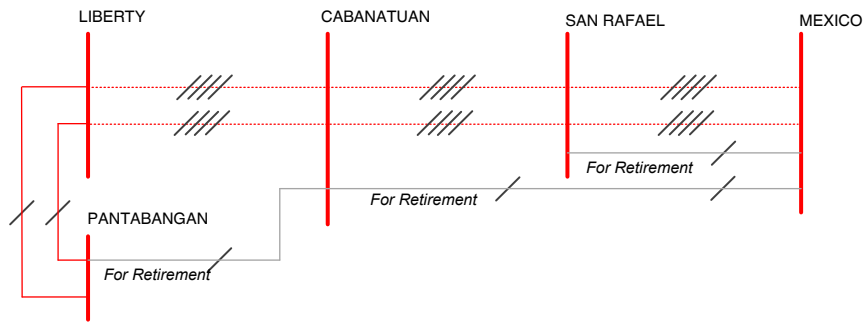 LIBERTY
CABANATUAN
SAN RAFAEL
MEXICO
For Retirement
For Retirement
PANTABANGAN
For Retirement